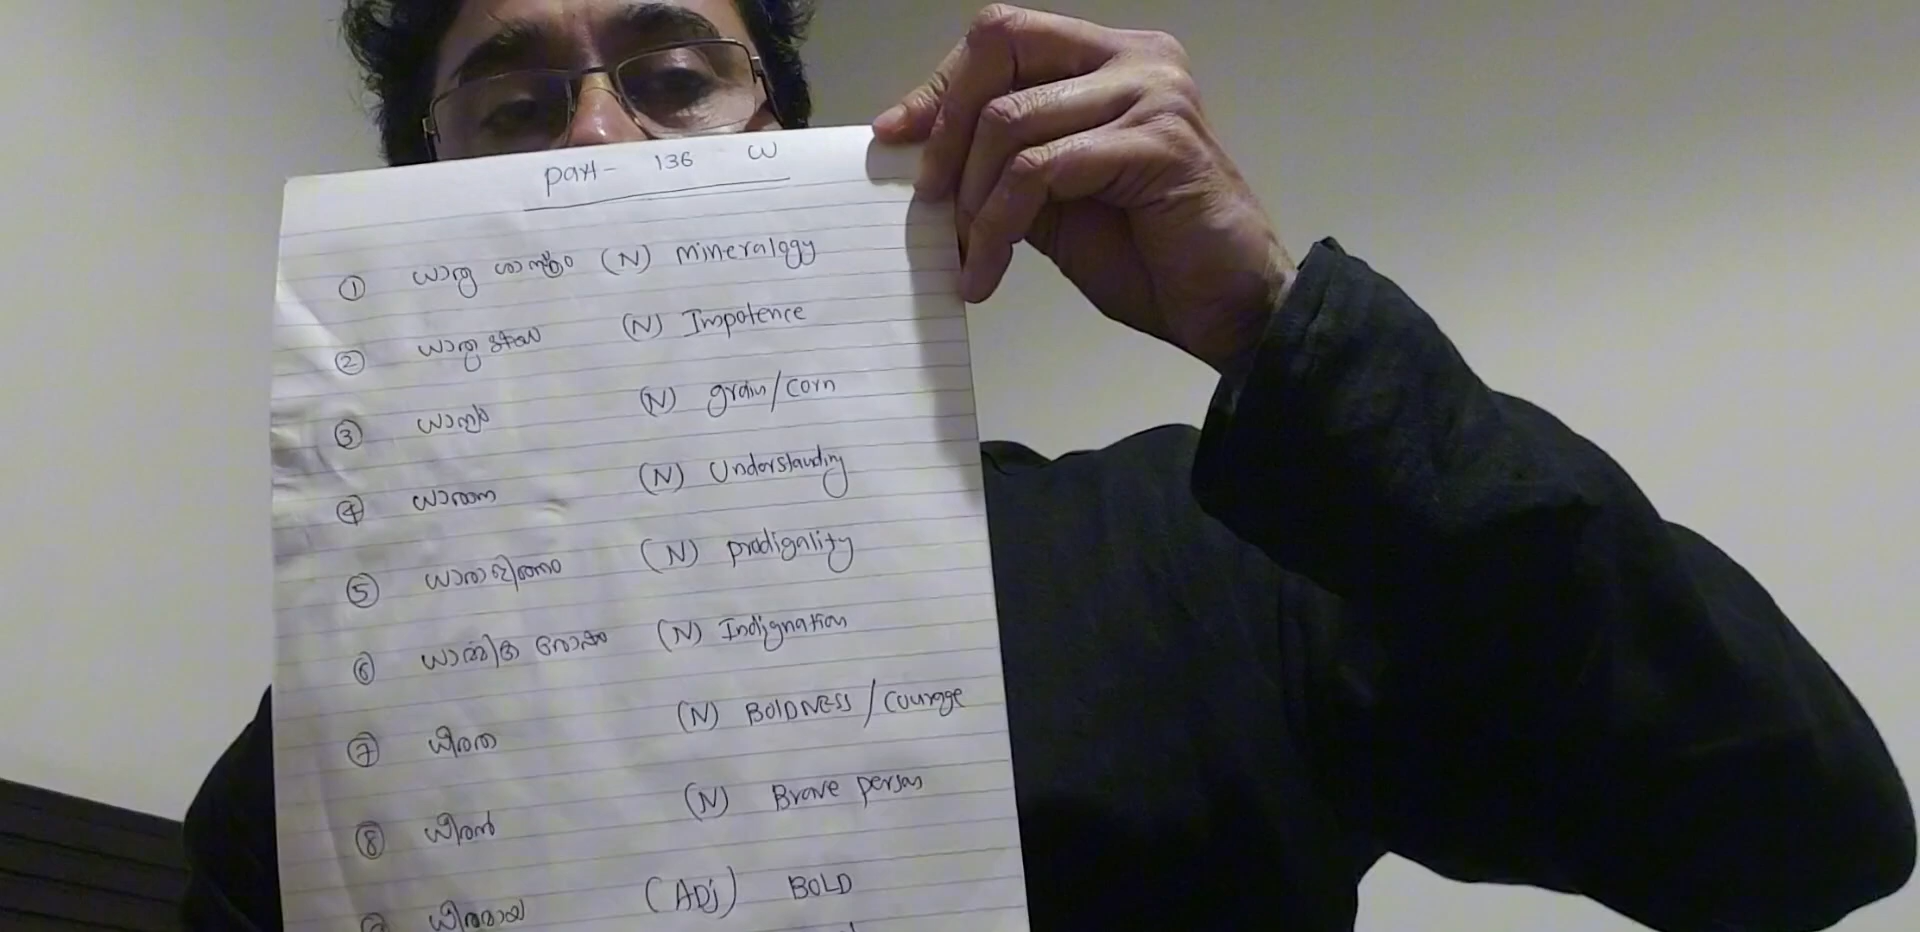 Part - 136 ധ
① ധാതു ശാസ്ത്രം (N) Mineralogy
② ധാതു ക്ഷയ (N) Impotence
③ ധാന്യം (N) grain/corn
④ ധാരണ (N) Understanding
⑤ ധാരാളിത്തം (N) prodigality
⑥ ധാർമ്മിക രോഷം (N) Indignation
⑦ ധീരത (N) BOLDNESS / Courage
⑧ ധീരൻ (N) Brave person
ധീരമായ (ADj) BOLD